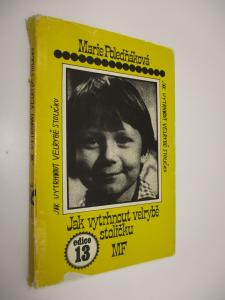 Marie Poledňáková
JAK VYTRHNOUT VELRYBĚ STOLIČKU
JAK VYTRHNOUT VELRYBĚ STOLIČKU
Jak vytrhnout velrybě
stoličku
edice
13
MF